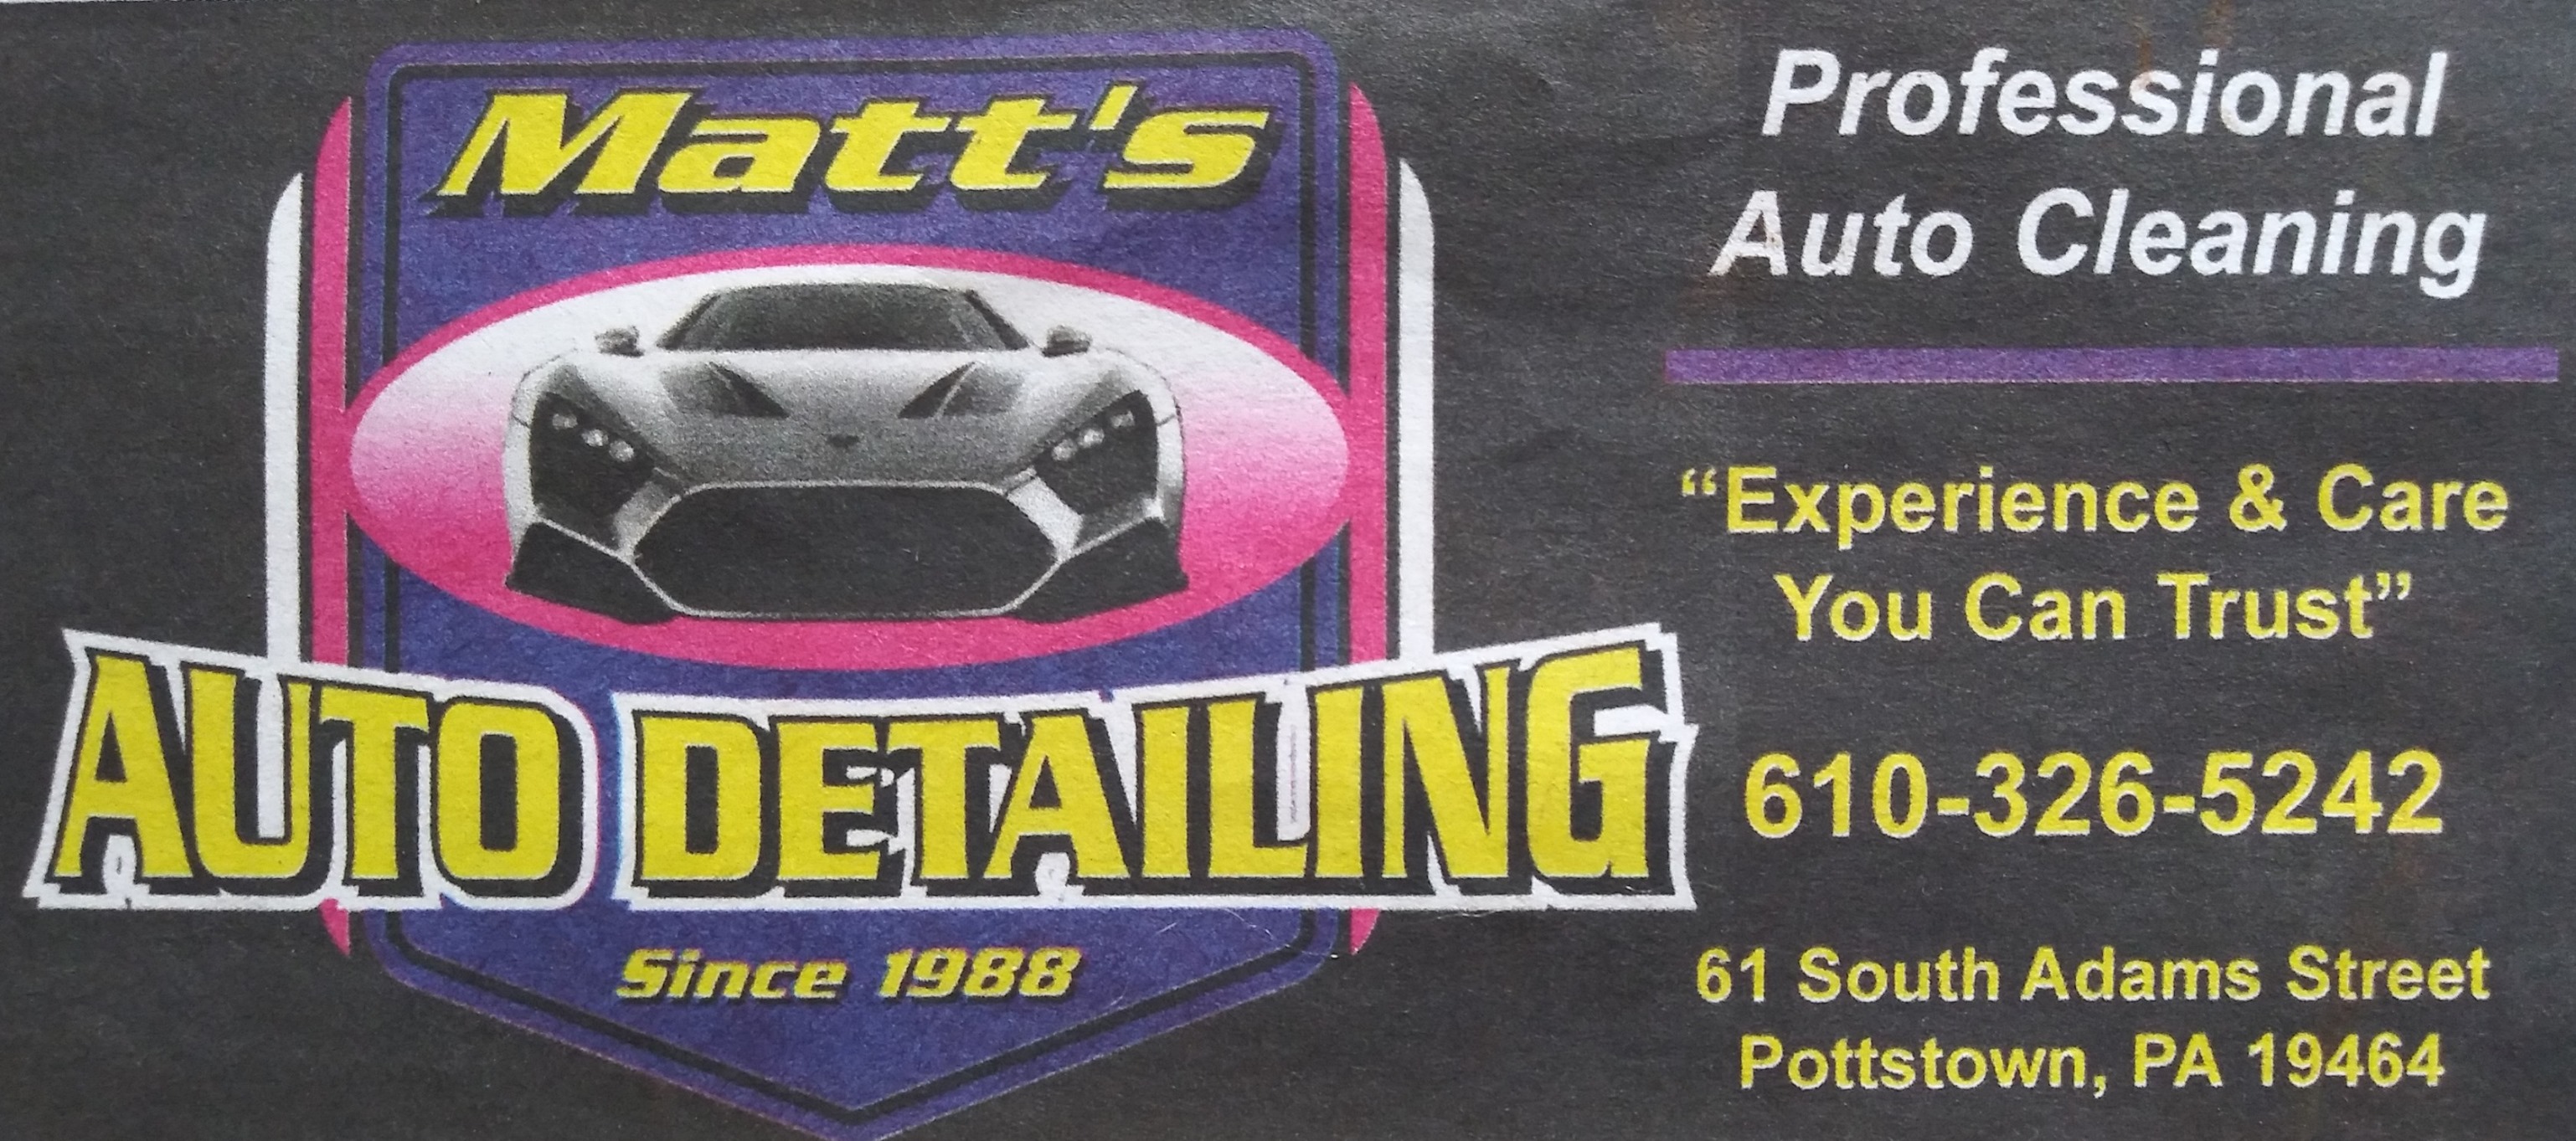 Matt's
AUTO DETAILING
Since 1988
Professional
Auto Cleaning
“Experience & Care
You Can Trust”
610-326-5242
61 South Adams Street
Pottstown, PA 19464